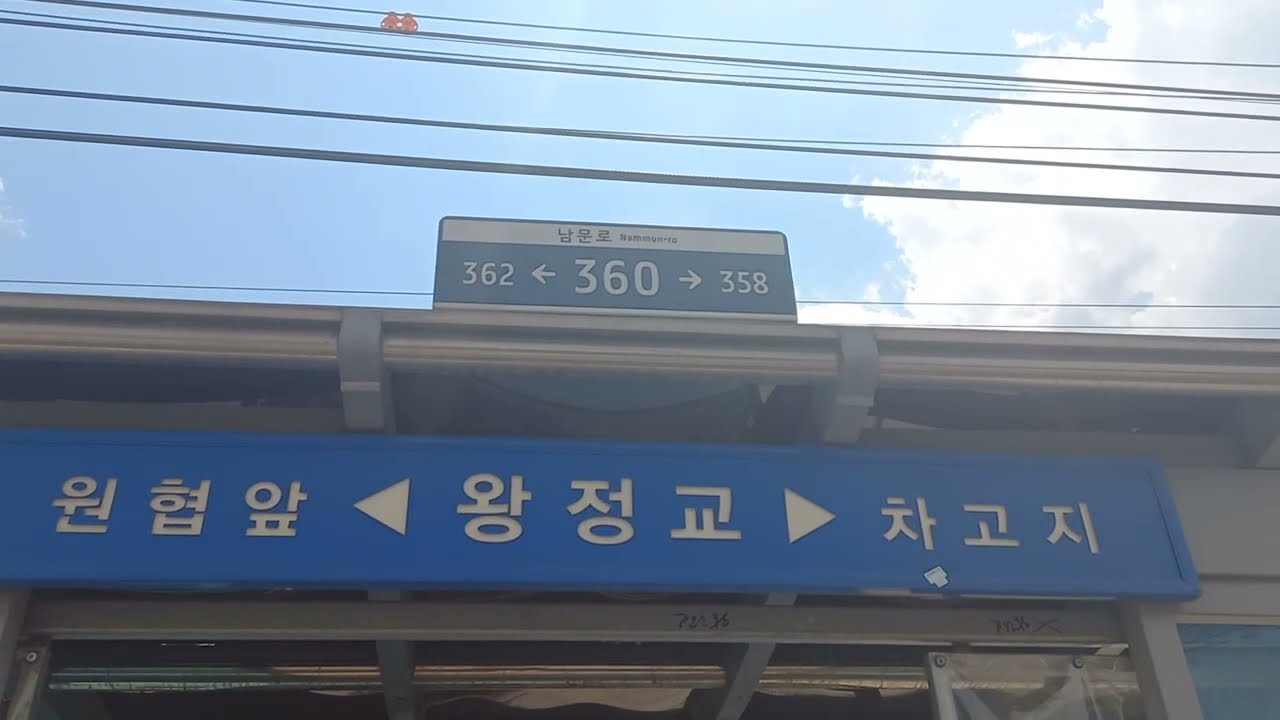 남문로 Nammun-ro
362 ← 360 → 358
원협앞 ◀ 왕정교 ▶ 차고지